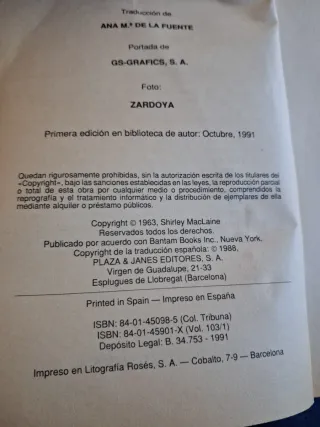 Traducción de
ANA M.ª DE LA FUENTE
Portada de
GS-GRAFICS, S. A.
Foto:
ZARDOYA
Primera edición en biblioteca de autor: Octubre, 1991
Quedan rigurosamente prohibidas, sin la autorización escrita de los titulares del
«Copyright», bajo las sanciones establecidas en las leyes, la reproducción parcial
o total de esta obra por cualquier medio o procedimiento, comprendidos la
reprografía y el tratamiento informático y la distribución de ejemplares de ella
mediante alquiler o préstamo públicos.
Copyright © 1963, Shirley MacLaine
Reservados todos los derechos.
Publicado por acuerdo con Bantam Books Inc., Nueva York.
Copyright de la traducción española: © 1988,
PLAZA & JANES EDITORES, S. A.
Virgen de Guadalupe, 21-33
Esplugues de Llobregat (Barcelona)
Printed in Spain — Impreso en España
ISBN: 84-01-45098-5 (Col. Tribuna)
ISBN: 84-01-45901-X (Vol. 103/1)
Depósito Legal: B. 34.753 - 1991
Impreso en Litografía Rosés, S. A. — Cobalto, 7-9 — Barcelona